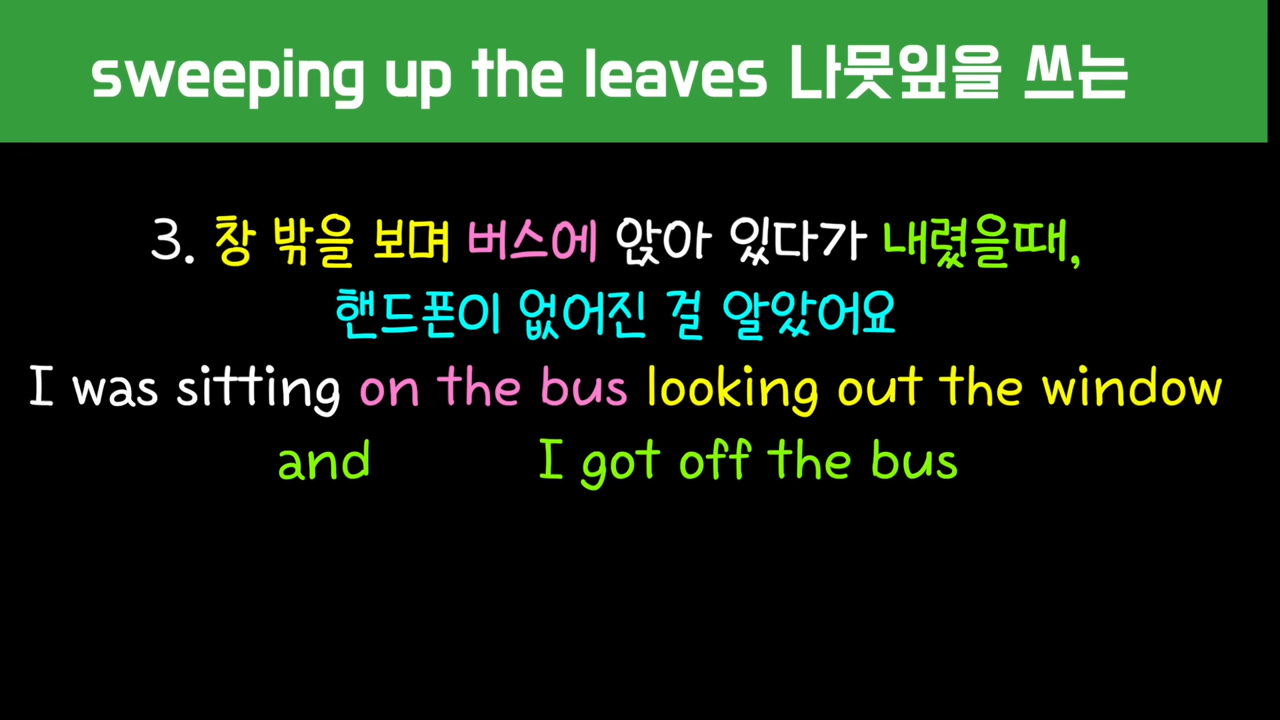 sweeping up the leaves 나뭇잎을 쓰는
3. 창 밖을 보며 버스에 앉아 있다가 내렸을때,
핸드폰이 없어진 걸 알았어요
I was sitting on the bus looking out the window
and I got off the bus